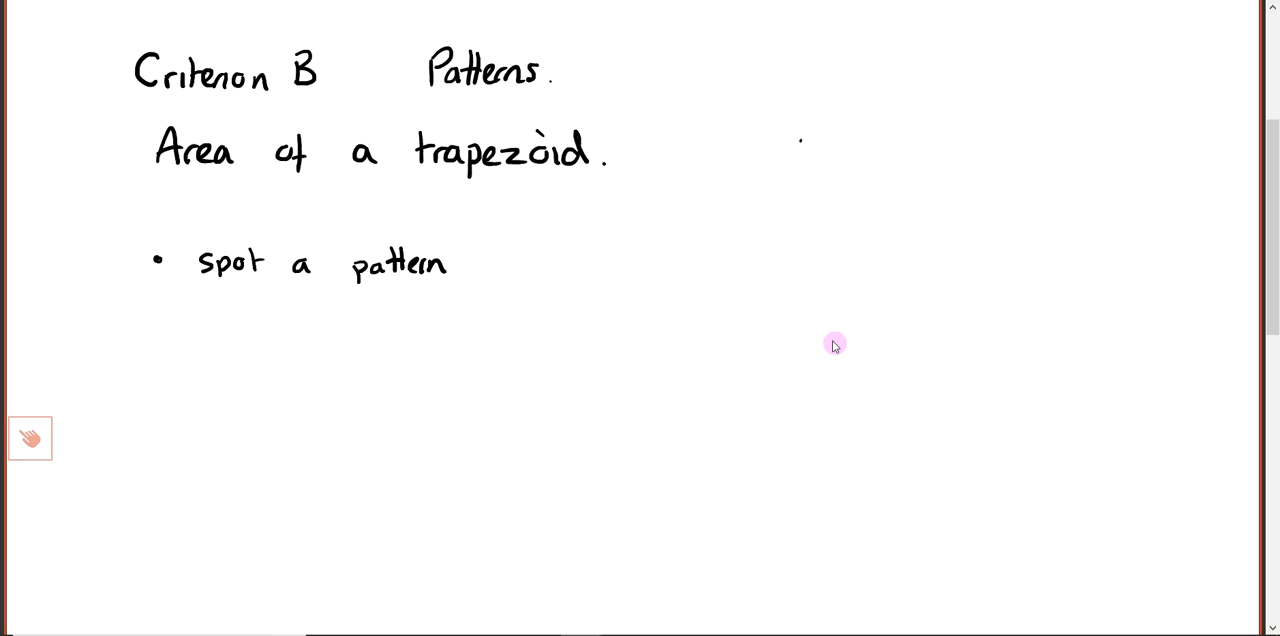 Criterion B Patterns.
Area of a trapezoid.
• spot a pattern